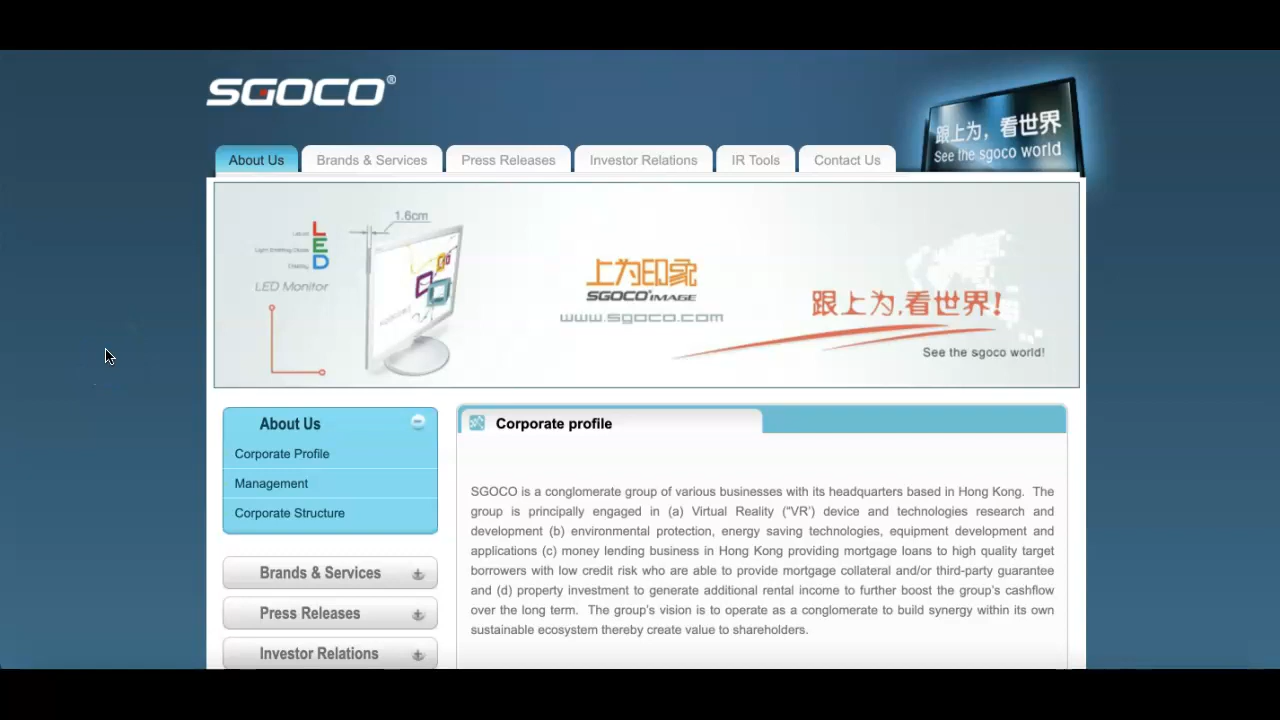 SGOCO®
跟上为，看世界
See the sgoco world
About Us
Brands & Services
Press Releases
Investor Relations
IR Tools
Contact Us
1.6cm
LED
LED Monitor
上为印象
SGOCO IMAGE
www.sgoco.com
跟上为,看世界!
See the sgoco world!
About Us
Corporate Profile
Management
Corporate Structure
Brands & Services
Press Releases
Investor Relations
Corporate profile
SGOCO is a conglomerate group of various businesses with its headquarters based in Hong Kong. The
group is principally engaged in (a) Virtual Reality ("VR') device and technologies research and
development (b) environmental protection, energy saving technologies, equipment development and
applications (c) money lending business in Hong Kong providing mortgage loans to high quality target
borrowers with low credit risk who are able to provide mortgage collateral and/or third-party guarantee
and (d) property investment to generate additional rental income to further boost the group's cashflow
over the long term. The group's vision is to operate as a conglomerate to build synergy within its own
sustainable ecosystem thereby create value to shareholders.